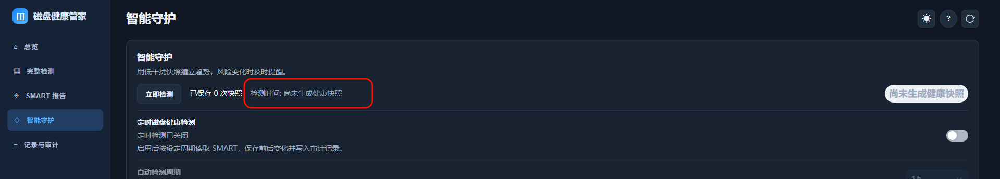 磁盘健康管家
智能守护
?
总览
完整检测
SMART 报告
智能守护
记录与审计
智能守护
用低干扰快照建立趋势，风险变化时及时提醒。
立即检测 已保存 0 次快照 检测时间: 尚未生成健康快照 尚未生成健康快照
定时磁盘健康检测
定时检测已关闭
启用后按设定周期读取 SMART，保存前后变化并写入审计记录。
自动检测周期
1 h